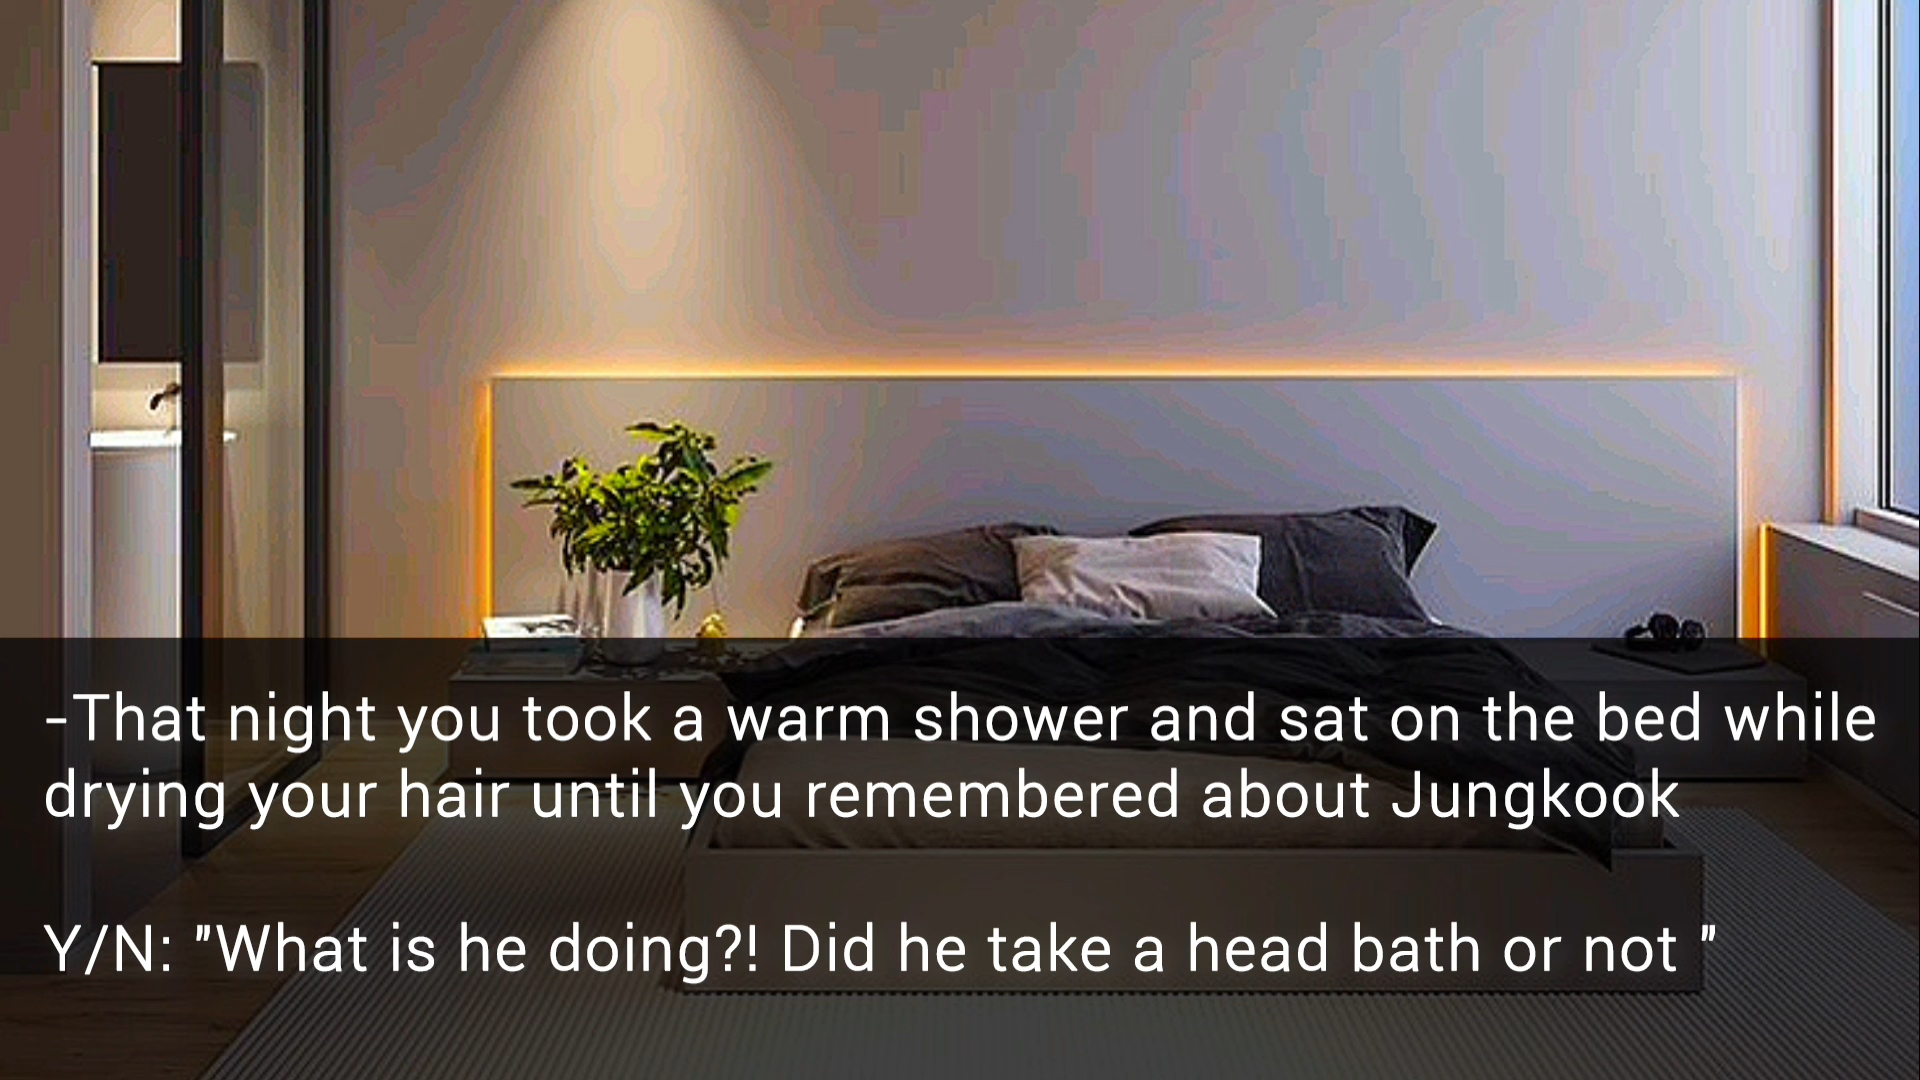 -That night you took a warm shower and sat on the bed while
drying your hair until you remembered about Jungkook
Y/N: "What is he doing?! Did he take a head bath or not "